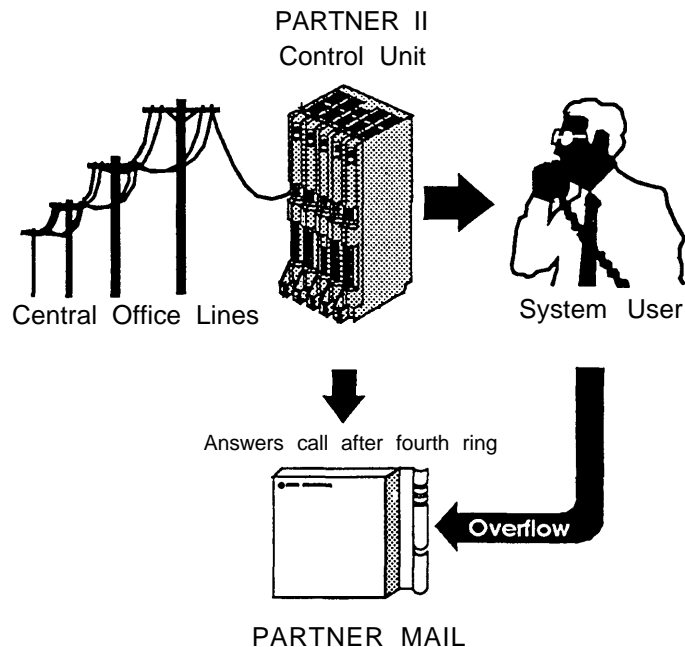 PARTNER II
Control Unit
Central Office Lines
System User
Answers call after fourth ring
Overflow
PARTNER MAIL